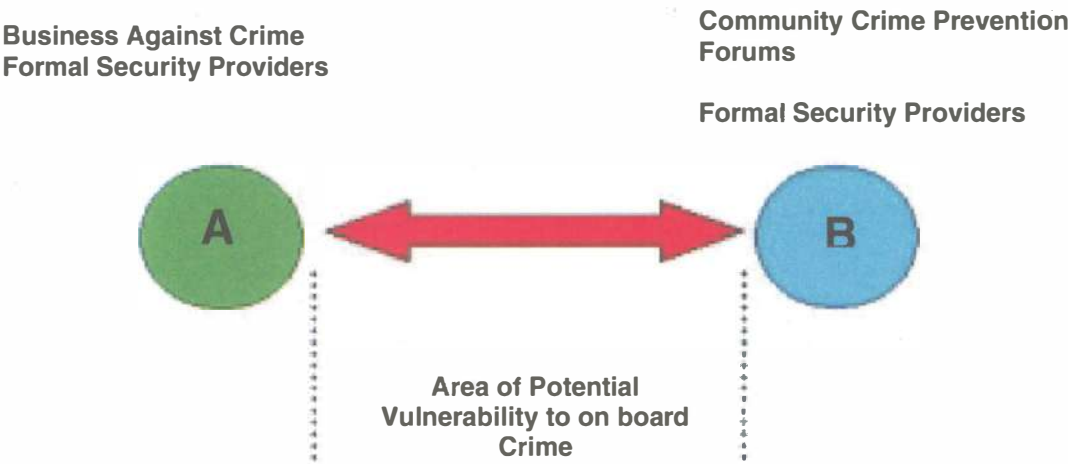 Business Against Crime
Formal Security Providers
Community Crime Prevention
Forums
Formal Security Providers
A
B
Area of Potential
Vulnerability to on board
Crime